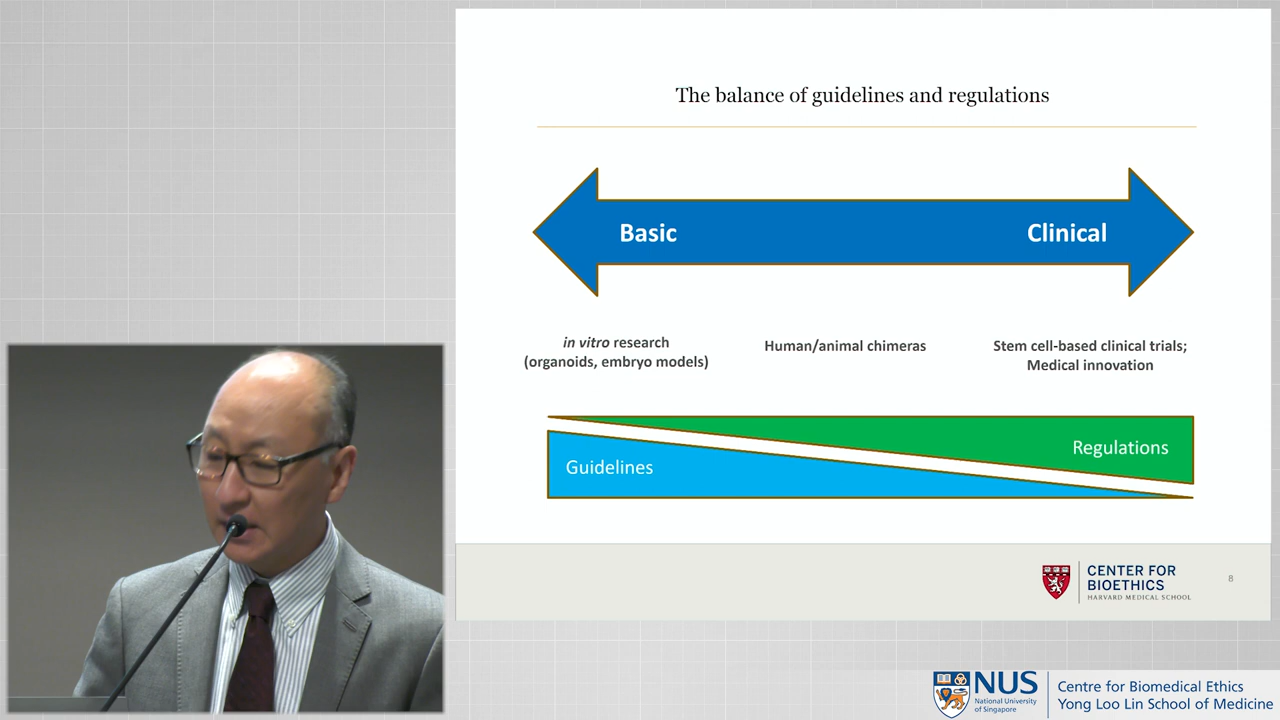 The balance of guidelines and regulations
Basic
Clinical
in vitro research
(organoids, embryo models)
Human/animal chimeras
Stem cell-based clinical trials;
Medical innovation
Regulations
Guidelines
CENTER FOR
BIOETHICS
HARVARD MEDICAL SCHOOL
8
NUS
National University
of Singapore
Centre for Biomedical Ethics
Yong Loo Lin School of Medicine